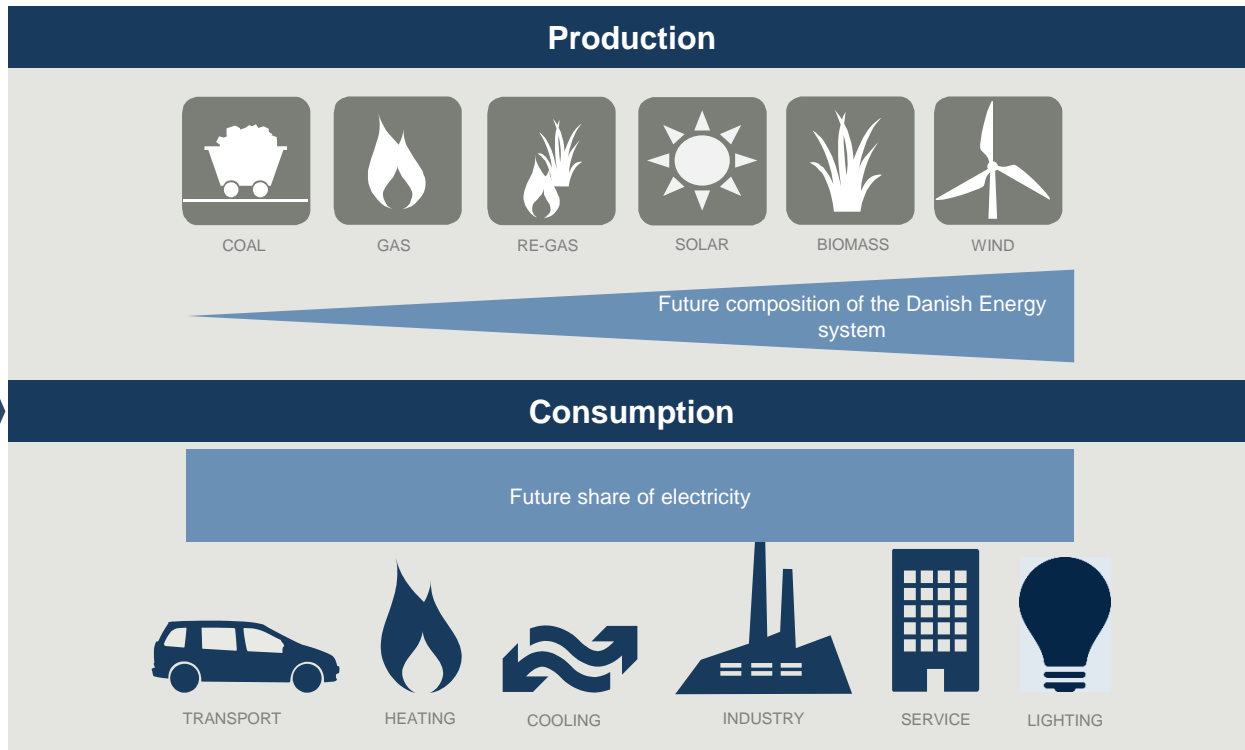 Production
COAL
GAS
RE-GAS
SOLAR
BIOMASS
WIND
Future composition of the Danish Energy
system
Consumption
Future share of electricity
TRANSPORT
HEATING
COOLING
INDUSTRY
SERVICE
LIGHTING